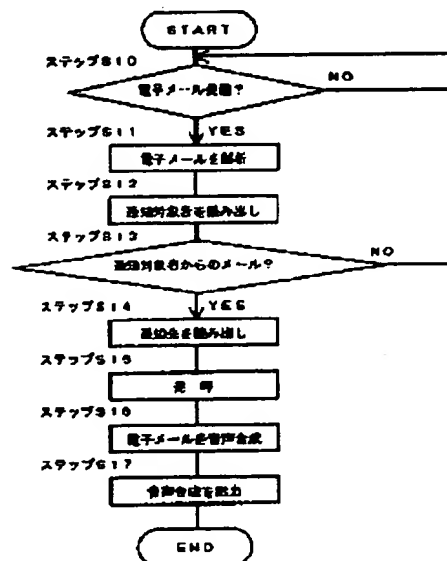 START
ステップS10
電子メール受信?
NO
ステップS11
YES
電子メールを解析
ステップS12
通知対象者を読み出し
ステップS13
通知対象者からのメール?
NO
ステップS14
YES
通知先を読み出し
ステップS15
発呼
ステップS16
電子メールを音声合成
ステップS17
音声合成を出力
END